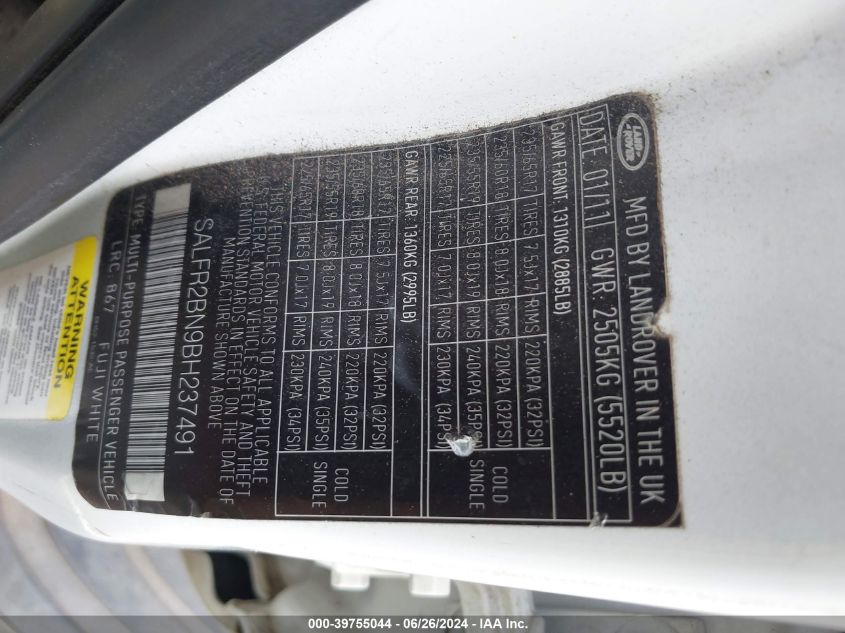 LAND ROVER
MFD BY LANDROVER IN THE UK
DATE 01/11 GWR: 2505KG (5520LB)
GAWR FRONT: 1310KG (2885LB)
235/65R17 TIRES 7.5Jx17 RIMS 220KPA (32PSI)
235/60R18 TIRES 8.0Jx18 RIMS 220KPA (32PSI)
235/55R19 TIRES 8.0Jx19 RIMS 240KPA (35PSI)
225/65R17 TIRES 7.0Jx17 RIMS 230KPA (34PSI)
COLD
SINGLE
GAWR REAR: 1360KG (2995LB)
235/65R17 TIRES 7.5Jx17 RIMS 220KPA (32PSI)
235/60R18 TIRES 8.0Jx18 RIMS 220KPA (32PSI)
235/55R19 TIRES 8.0Jx19 RIMS 240KPA (35PSI)
225/65R17 TIRES 7.0Jx17 RIMS 230KPA (34PSI)
COLD
SINGLE
THIS VEHICLE CONFORMS TO ALL APPLICABLE
US FEDERAL MOTOR VEHICLE SAFETY AND THEFT
PREVENTION STANDARDS IN EFFECT ON THE DATE OF
MANUFACTURE SHOWN ABOVE
SALFR2BN9BH237491
TYPE: MULTI-PURPOSE PASSENGER VEHICLE
LRC 867 FUJI WHITE
WARNING
ATTENTION
000-39755044 / 06/26/2024 / IAA Inc.